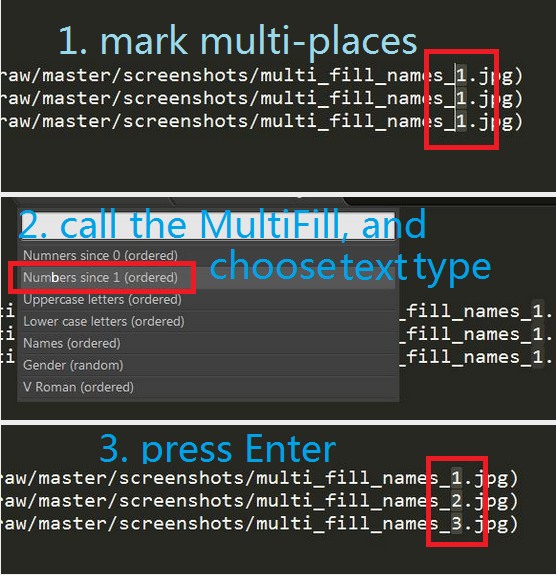 1. mark multi-places
raw/master/screenshots/multi_fill_names_1.jpg)
raw/master/screenshots/multi_fill_names_1.jpg)
raw/master/screenshots/multi_fill_names_1.jpg)
2. call the MultiFill, and
choose text type
Numners since 0 (ordered)
Numbers since 1 (ordered)
Uppercase letters (ordered)
Lower case letters (ordered)
Names (ordered)
Gender (random)
V Roman (ordered)
ti _fill_names_1.
ti _fill_names_1.
ti _fill_names_1.
3. press Enter
raw/master/screenshots/multi_fill_names_1.jpg)
raw/master/screenshots/multi_fill_names_2.jpg)
raw/master/screenshots/multi_fill_names_3.jpg)